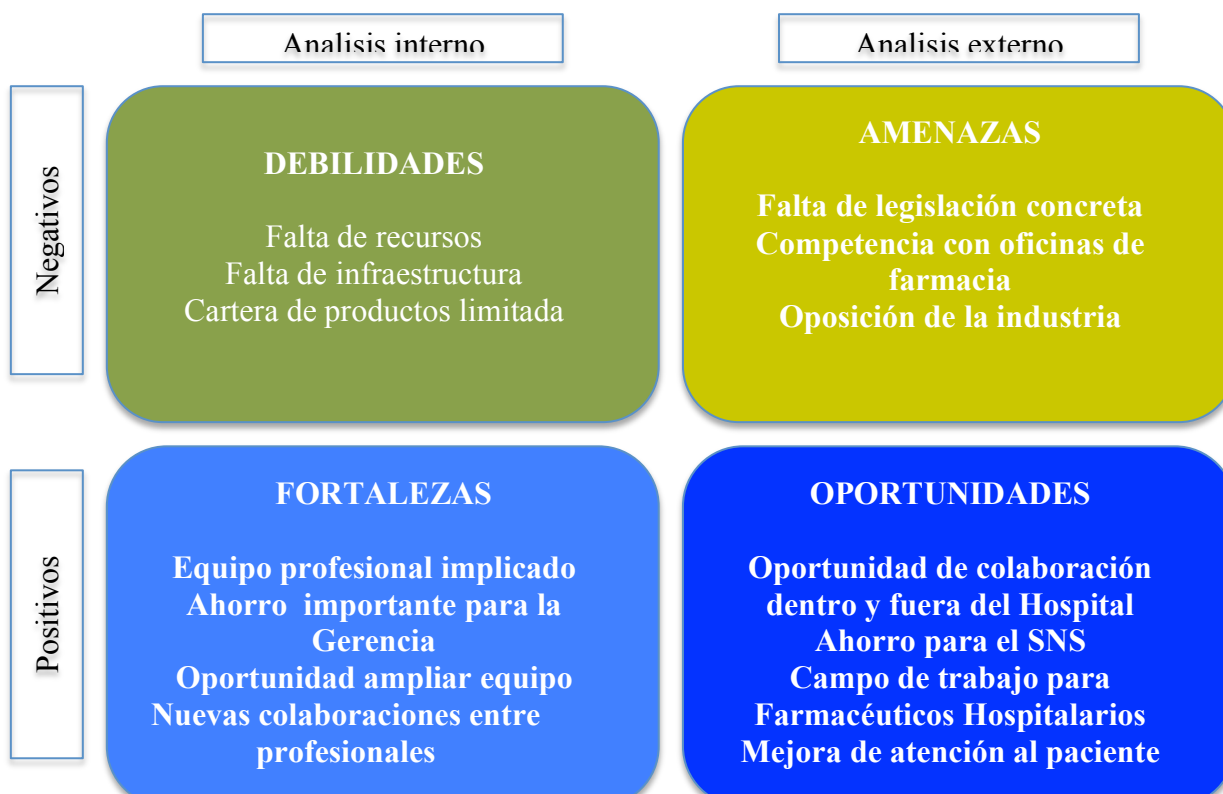 Analisis interno
Analisis externo
Negativos
DEBILIDADES
Falta de recursos
Falta de infraestructura
Cartera de productos limitada
AMENAZAS
Falta de legislación concreta
Competencia con oficinas de
farmacia
Oposición de la industria
Positivos
FORTALEZAS
Equipo profesional implicado
Ahorro importante para la
Gerencia
Oportunidad ampliar equipo
Nuevas colaboraciones entre
profesionales
OPORTUNIDADES
Oportunidad de colaboración
dentro y fuera del Hospital
Ahorro para el SNS
Campo de trabajo para
Farmacéuticos Hospitalarios
Mejora de atención al paciente